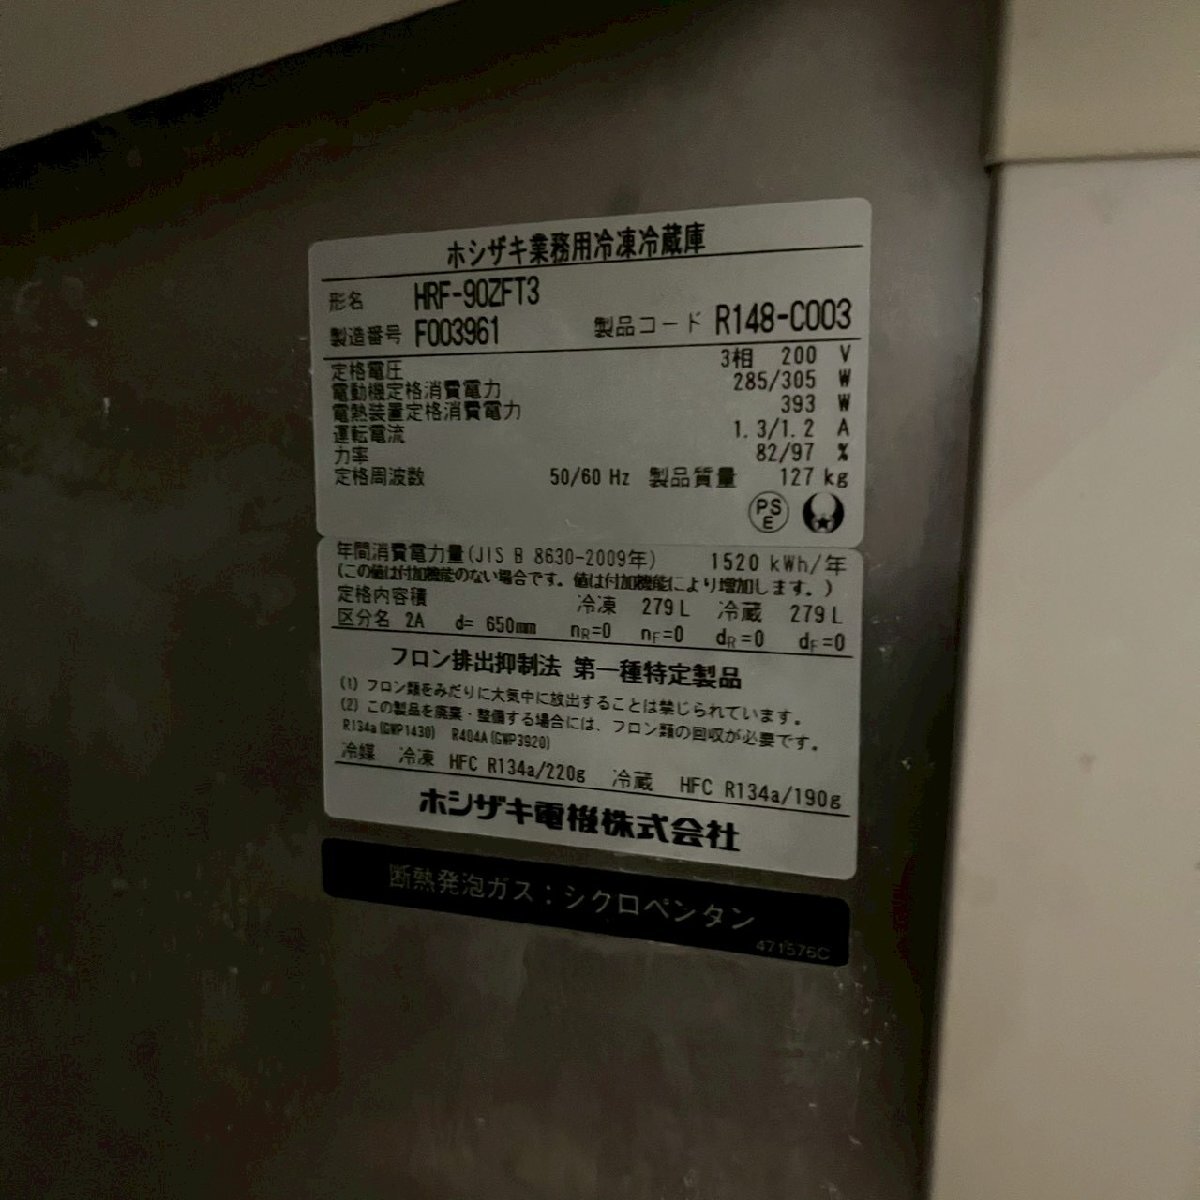 ホシザキ業務用冷凍冷蔵庫
形名 HRF-90ZFT3
製造番号 F003961 製品コード R148-C003
定格電圧 3相 200 V
電動機定格消費電力 285/305 W
電熱装置定格消費電力 393 W
運転電流 1.3/1.2 A
力率 82/97 %
定格周波数 50/60 Hz 製品質量 127 kg
PSE
年間消費電力量(JIS B 8630-2009年) 1520 kWh/年
(この値は付加機能のない場合です。値は付加機能により増加します。)
定格内容積 冷凍 279L 冷蔵 279L
区分名 2A d= 650mm nR=0 nF=0 dR=0 dF=0
フロン排出抑制法 第一種特定製品
(1) フロン類をみだりに大気中に放出することは禁じられています。
(2) この製品を廃棄・整備する場合には、フロン類の回収が必要です。
R134a(GWP1430) R404A(GWP3920)
冷媒 冷凍 HFC R134a/220g 冷蔵 HFC R134a/190g
ホシザキ電機株式会社
断熱発泡ガス：シクロペンタン
471576C